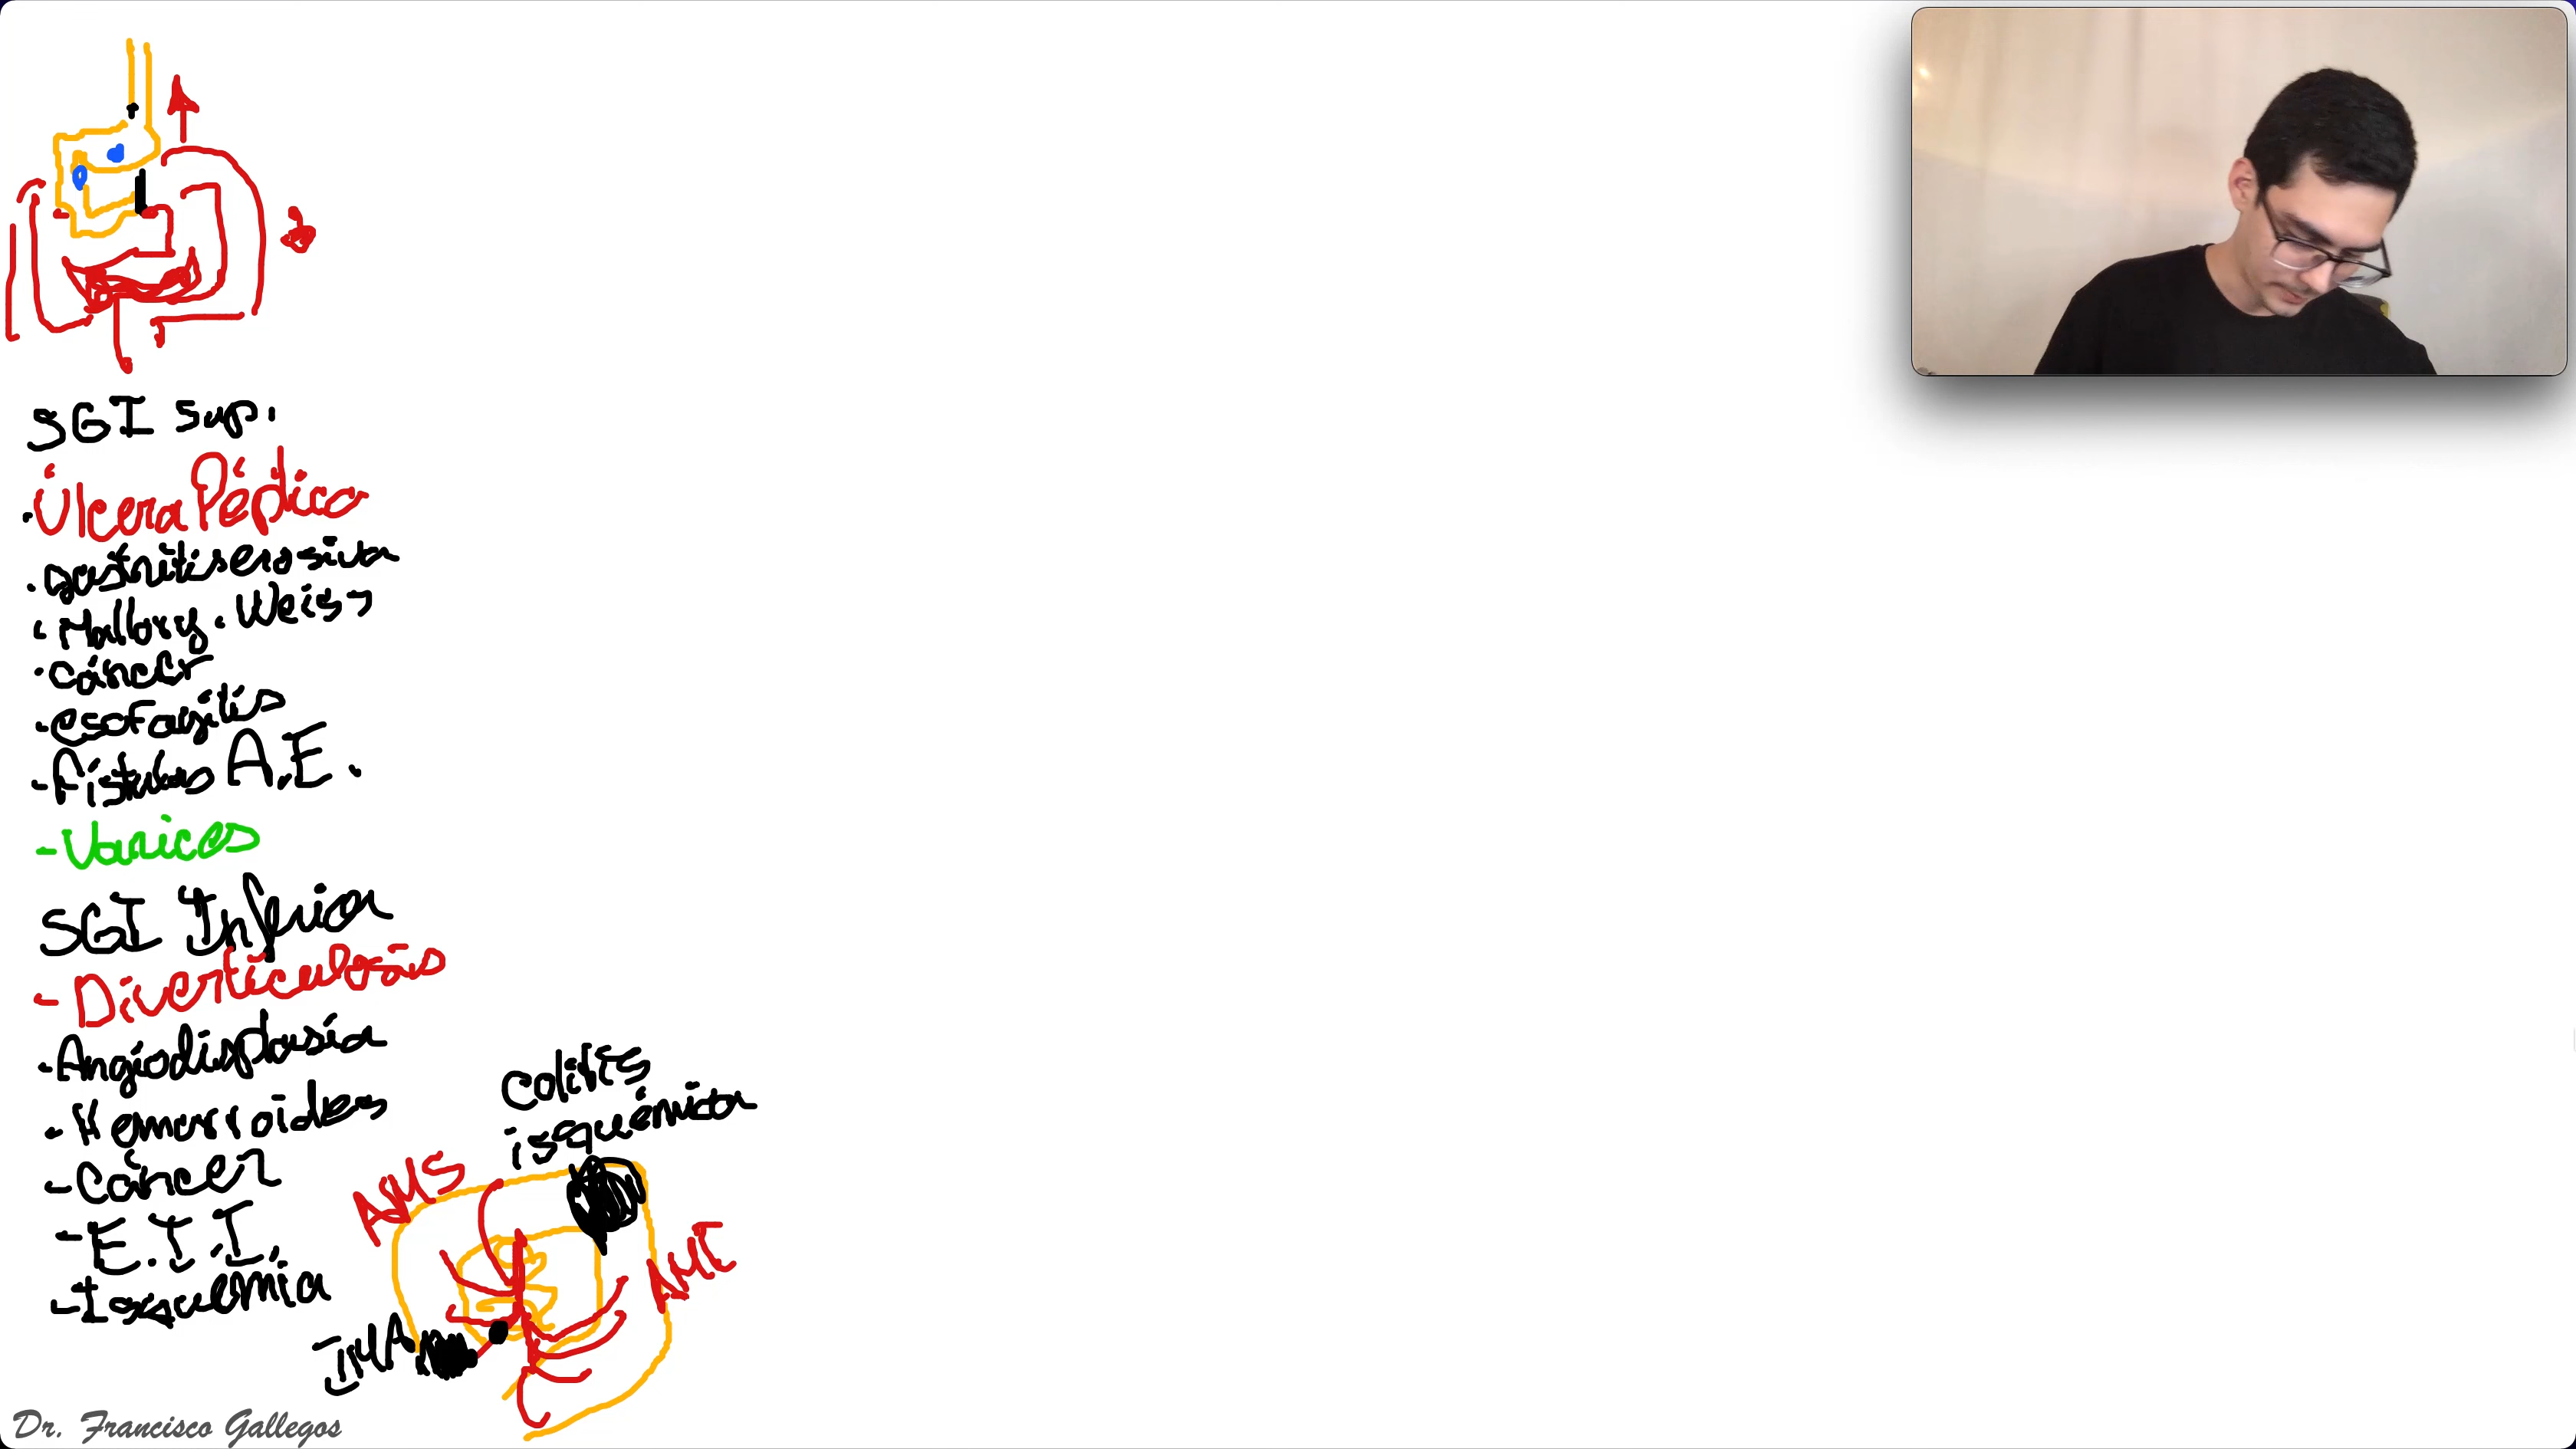 SGI Sup.
· Úlcera Péptica
· gastritis erosiva
· Mallory-Weiss
· cáncer
- esofagitis
- Fístulas A.E.
- Varices
SGI Inferior
- Diverticulosis
- Angiodisplasia
- Hemorroides
- Cáncer
- E.I.I.
- Isquemia
colitis
isquémica
AMS
AMI
IMA
Dr. Francisco Gallegos